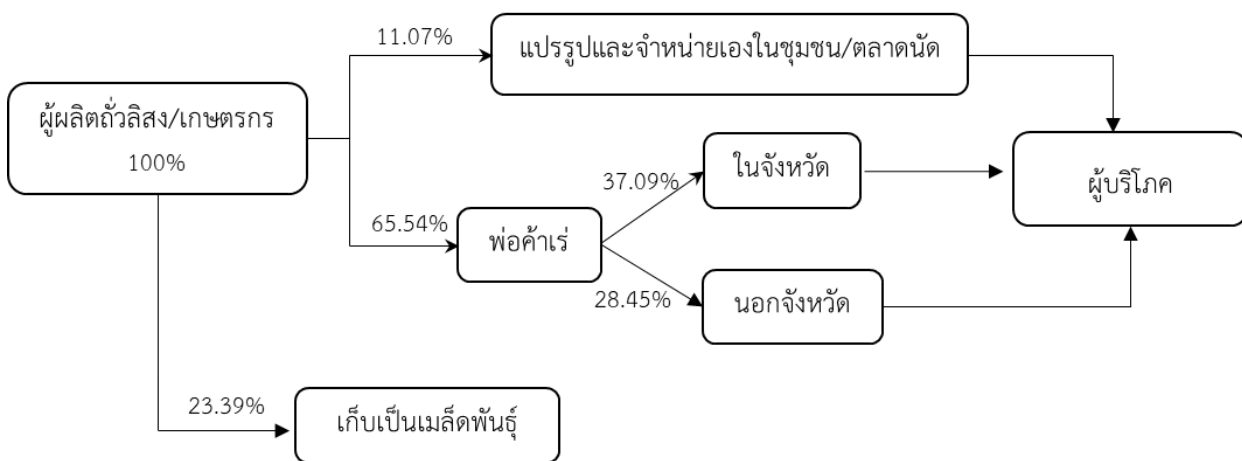 11.07%
แปรรูปและจำหน่ายเองในชุมชน/ตลาดนัด
ผู้ผลิตถั่วลิสง/เกษตรกร
100%
37.09%
ในจังหวัด
ผู้บริโภค
65.54%
พ่อค้าเร่
28.45%
นอกจังหวัด
23.39%
เก็บเป็นเมล็ดพันธุ์